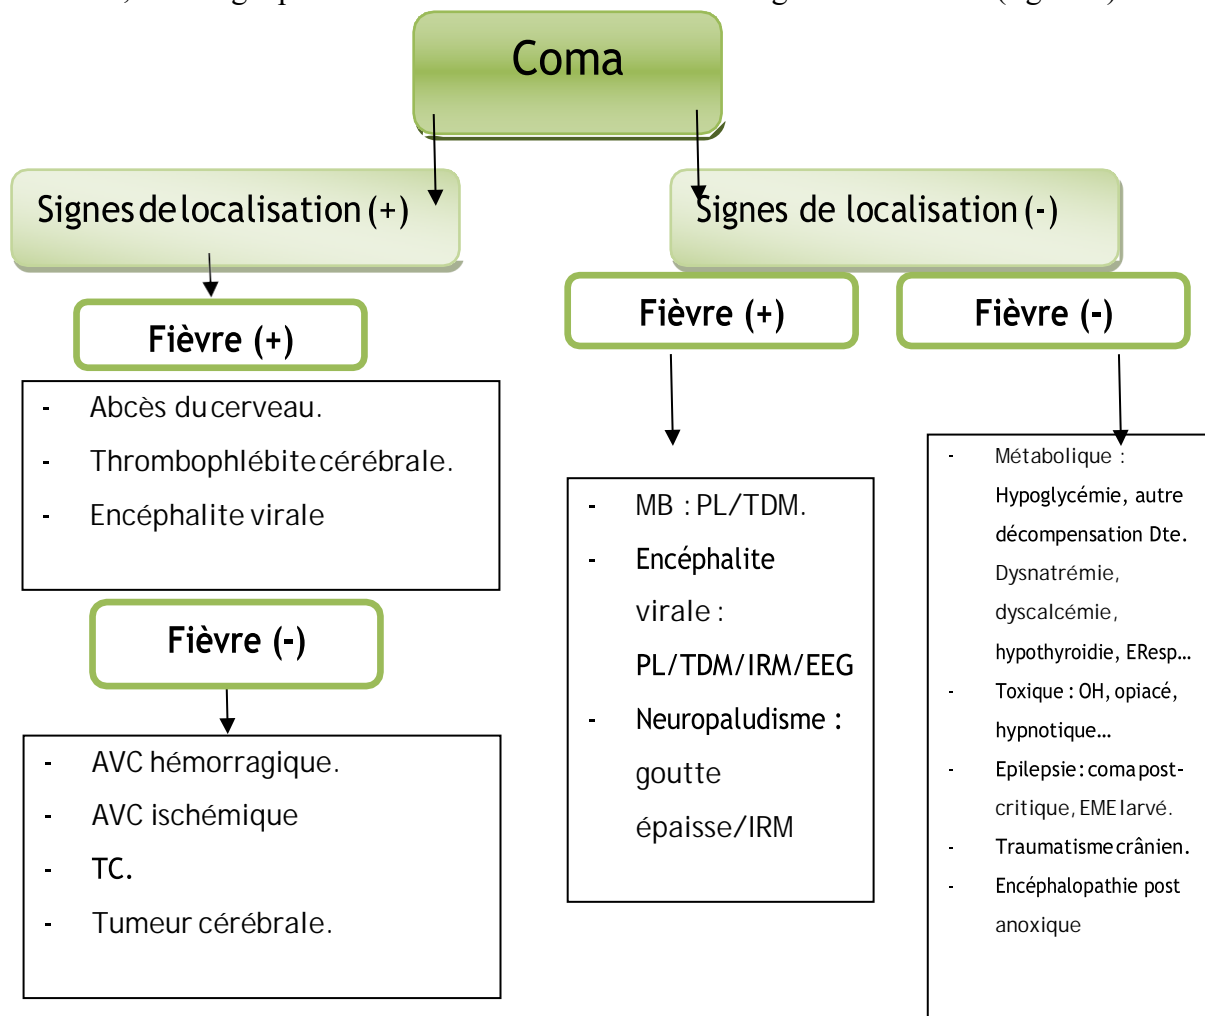 Coma
Signes de localisation (+)
Signes de localisation (-)
Fièvre (+)
- Abcès du cerveau.
- Thrombophlébite cérébrale.
- Encéphalite virale
Fièvre (-)
- AVC hémorragique.
- AVC ischémique
- TC.
- Tumeur cérébrale.
Fièvre (+)
- MB : PL/TDM.
- Encéphalite
virale :
PL/TDM/IRM/EEG
- Neuropaludisme :
goutte
épaisse/IRM
Fièvre (-)
- Métabolique :
Hypoglycémie, autre
décompensation Dte.
Dysnatrémie,
dyscalcémie,
hypothyroidie, EResp…
- Toxique : OH, opiacé,
hypnotique…
- Epilepsie : coma post-
critique, EME larvé.
- Traumatisme crânien.
- Encéphalopathie post
anoxique